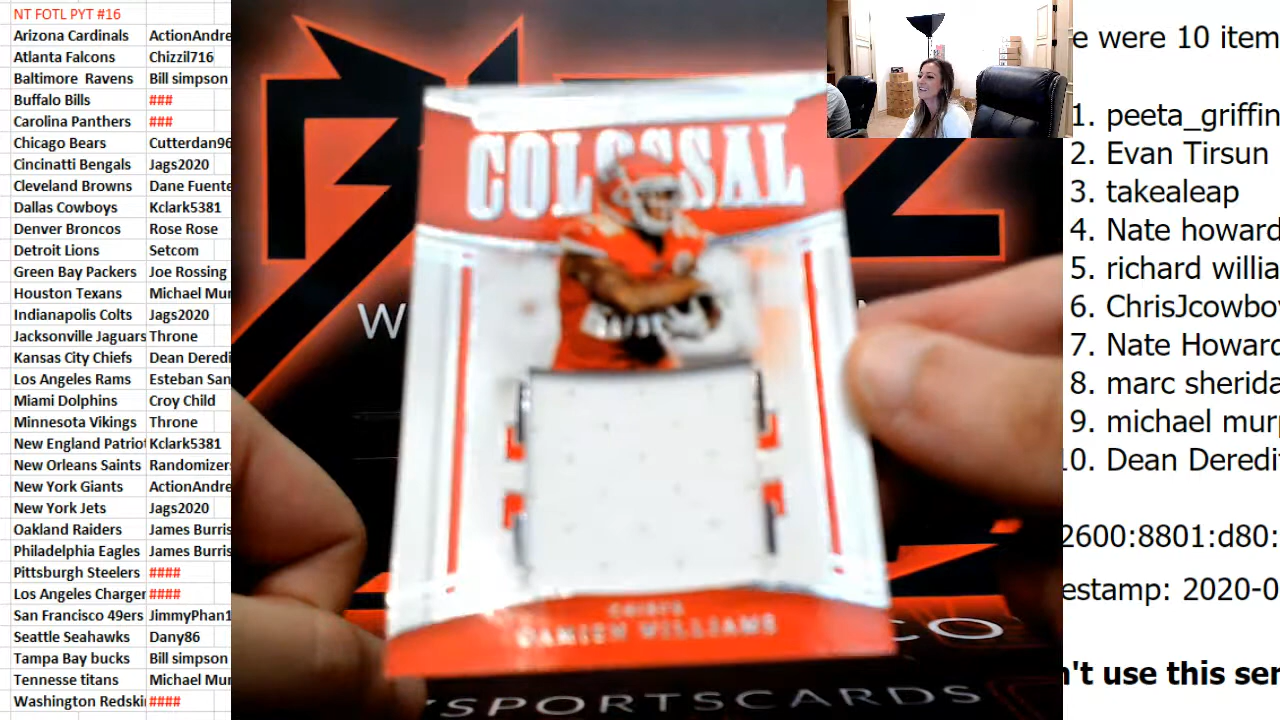 NT FOTL PYT #16
Arizona Cardinals ActionAndre
Atlanta Falcons Chizzil716
Baltimore Ravens Bill simpson
Buffalo Bills ###
Carolina Panthers ###
Chicago Bears Cutterdan96
Cincinatti Bengals Jags2020
Cleveland Browns Dane Fuente
Dallas Cowboys Kclark5381
Denver Broncos Rose Rose
Detroit Lions Setcom
Green Bay Packers Joe Rossing
Houston Texans Michael Mur
Indianapolis Colts Jags2020
Jacksonville Jaguars Throne
Kansas City Chiefs Dean Deredi
Los Angeles Rams Esteban San
Miami Dolphins Croy Child
Minnesota Vikings Throne
New England Patriot Kclark5381
New Orleans Saints Randomizer
New York Giants ActionAndre
New York Jets Jags2020
Oakland Raiders James Burris
Philadelphia Eagles James Burris
Pittsburgh Steelers ####
Los Angeles Charger ####
San Francisco 49ers JimmyPhan1
Seattle Seahawks Dany86
Tampa Bay bucks Bill simpson
Tennesse titans Michael Mur
Washington Redski ####
COLOSSAL
CHIEFS
DAMIEN WILLIAMS
W
CO
SPORTSCARDS
e were 10 item
1. peeta_griffin
2. Evan Tirsun
3. takealeap
4. Nate howard
5. richard willia
6. ChrisJcowbo
7. Nate Howard
8. marc sherida
9. michael mur
10. Dean Deredit
2600:8801:d80:
estamp: 2020-0
n't use this ser